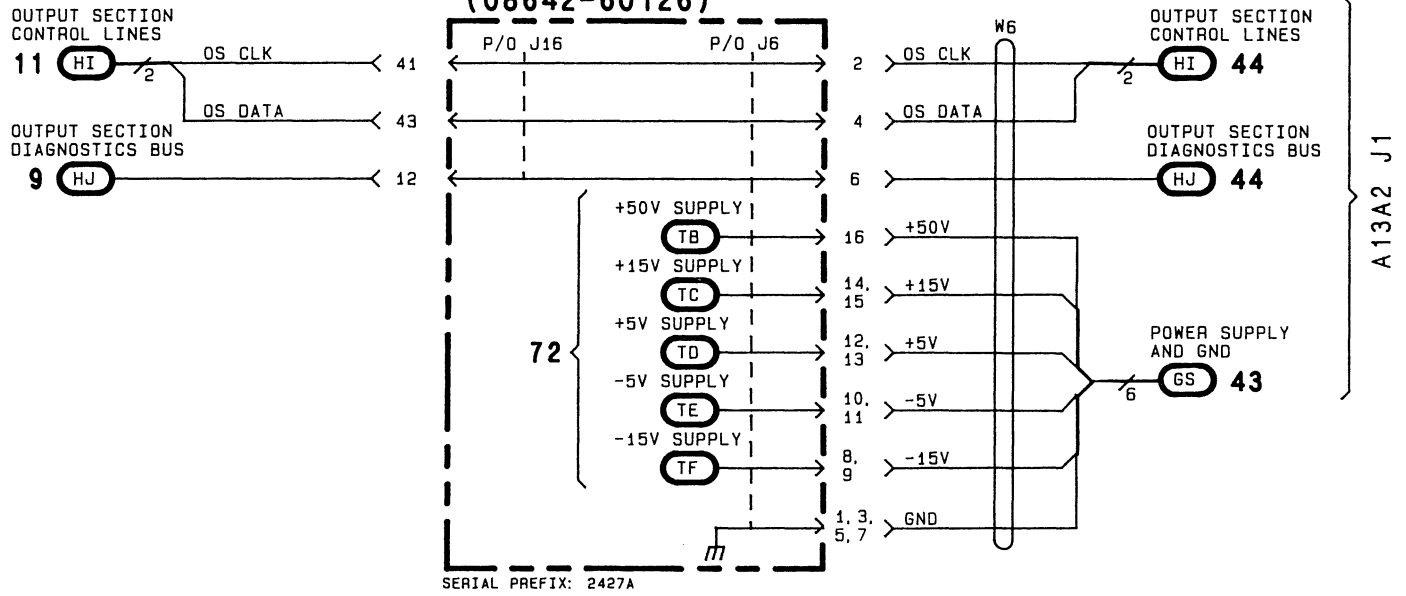 (08642-60126)
OUTPUT SECTION
CONTROL LINES
11 HI 2 OS CLK 41
P/O J16
P/O J6
W6
2 OS CLK
OUTPUT SECTION
CONTROL LINES
2 HI 44
OS DATA 43
4 OS DATA
OUTPUT SECTION
DIAGNOSTICS BUS
9 HJ 12
6
OUTPUT SECTION
DIAGNOSTICS BUS
HJ 44
A13A2 J1
72
+50V SUPPLY
TB 16 +50V
+15V SUPPLY
TC 14, 15 +15V
+5V SUPPLY
TD 12, 13 +5V
POWER SUPPLY
AND GND
6 GS 43
-5V SUPPLY
TE 10, 11 -5V
-15V SUPPLY
TF 8, 9 -15V
1, 3, 5, 7 GND
SERIAL PREFIX: 2427A